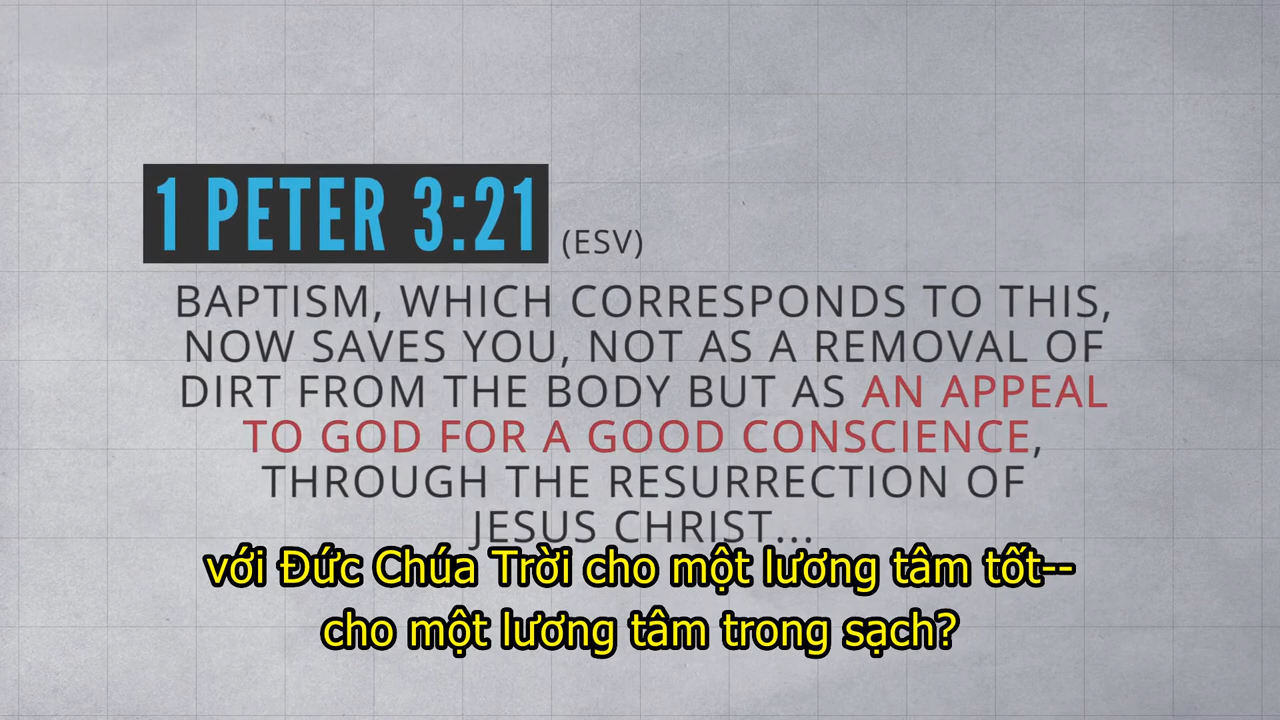 1 PETER 3:21 (ESV)
BAPTISM, WHICH CORRESPONDS TO THIS,
NOW SAVES YOU, NOT AS A REMOVAL OF
DIRT FROM THE BODY BUT AS AN APPEAL
TO GOD FOR A GOOD CONSCIENCE,
THROUGH THE RESURRECTION OF
JESUS CHRIST...
với Đức Chúa Trời cho một lương tâm tốt--
cho một lương tâm trong sạch?